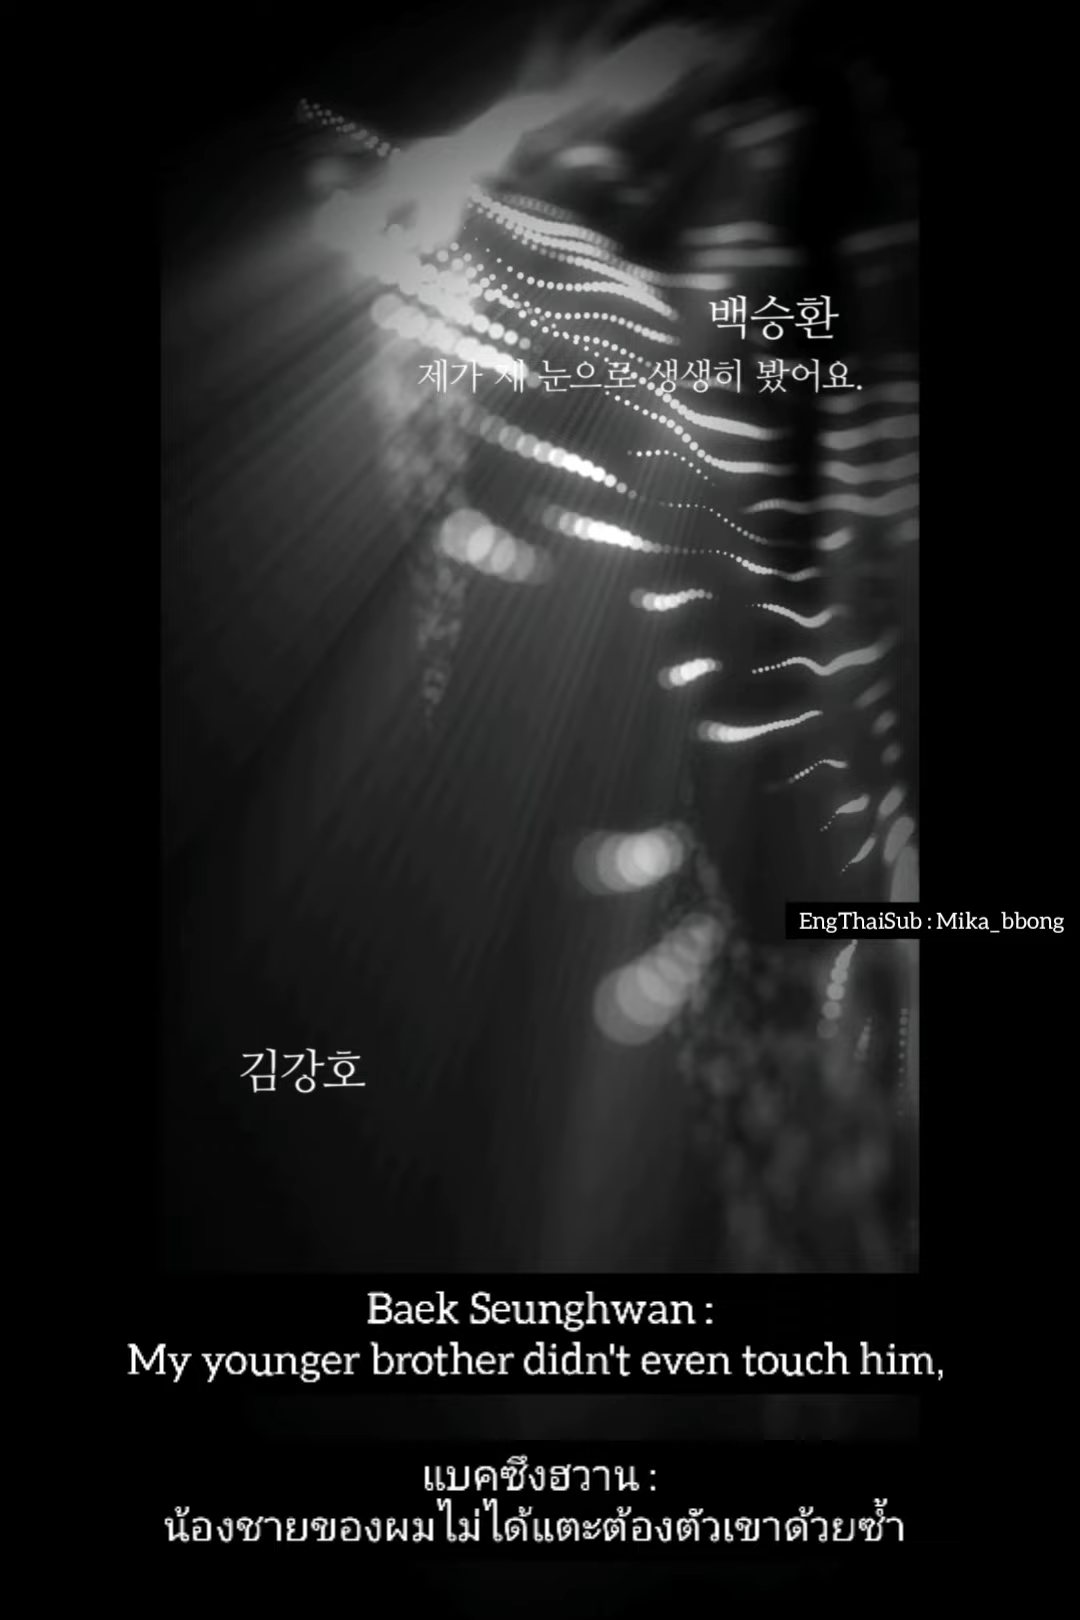 백승환
제가 제 눈으로 생생히 봤어요.
EngThaiSub : Mika_bbong
김강호
Baek Seunghwan :
My younger brother didn't even touch him,
แบคซึงฮวาน :
น้องชายของผมไม่ได้แตะต้องตัวเขาด้วยซ้ำ